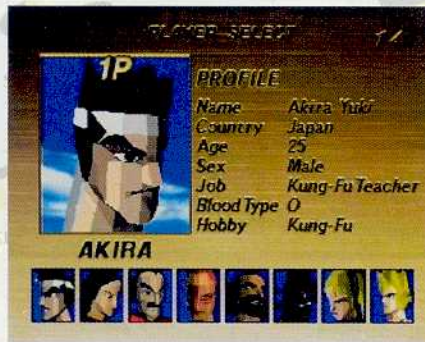 PLAYER SELECT 14
1P
PROFILE
Name Akira Yuki
Country Japan
Age 25
Sex Male
Job Kung-Fu Teacher
Blood Type O
Hobby Kung-Fu
AKIRA